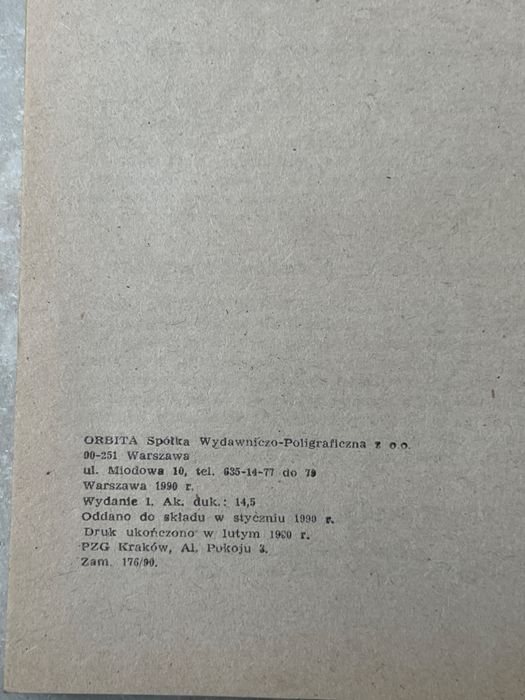 ORBITA Spółka Wydawniczo-Poligraficzna z o.o.
00-251 Warszawa
ul. Miodowa 10, tel. 635-14-77 do 79
Warszawa 1990 r.
Wydanie I. Ak. duk.: 14,5
Oddano do składu w styczniu 1990 r.
Druk ukończono w lutym 1990 r.
PZG Kraków, Al. Pokoju 3.
Zam. 176/90.